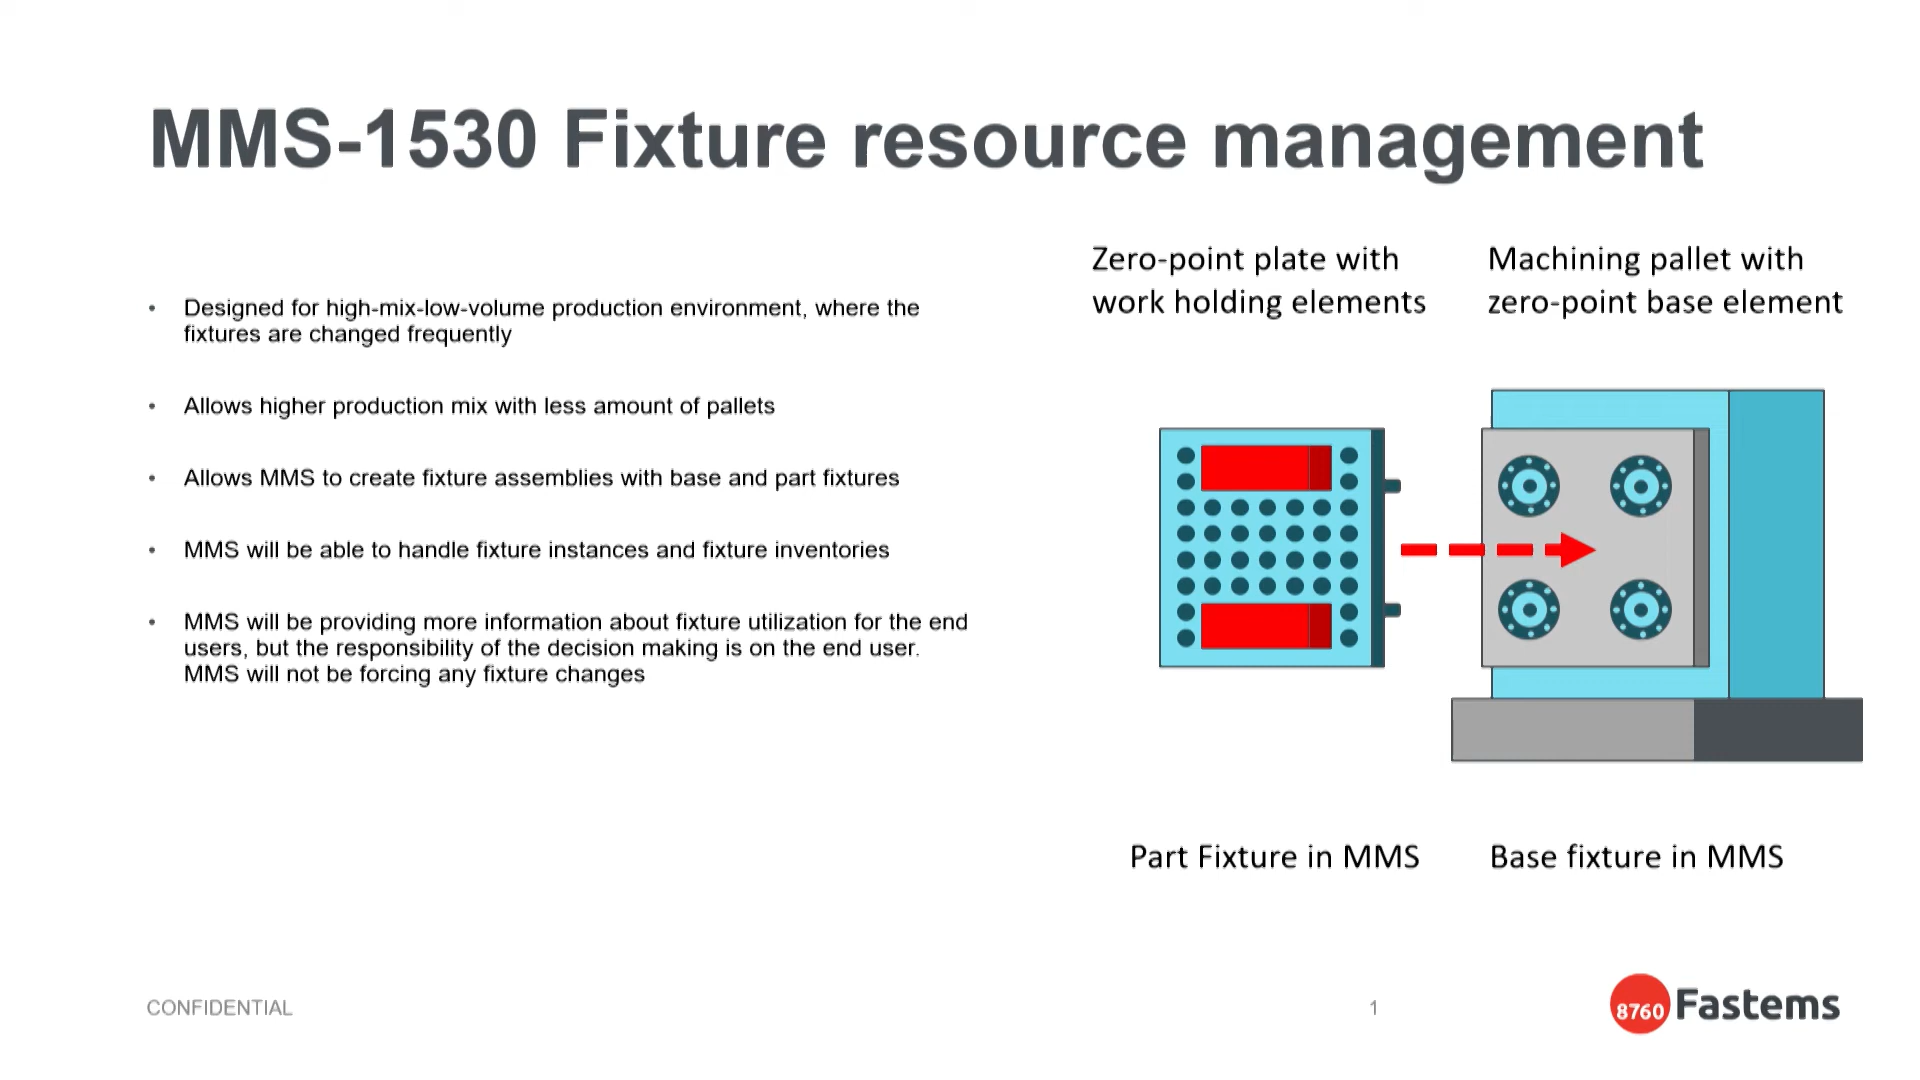 MMS-1530 Fixture resource management
• Designed for high-mix-low-volume production environment, where the
fixtures are changed frequently
• Allows higher production mix with less amount of pallets
• Allows MMS to create fixture assemblies with base and part fixtures
• MMS will be able to handle fixture instances and fixture inventories
• MMS will be providing more information about fixture utilization for the end
users, but the responsibility of the decision making is on the end user.
MMS will not be forcing any fixture changes
Zero-point plate with
work holding elements
Machining pallet with
zero-point base element
Part Fixture in MMS
Base fixture in MMS
CONFIDENTIAL
1
8760 Fastems